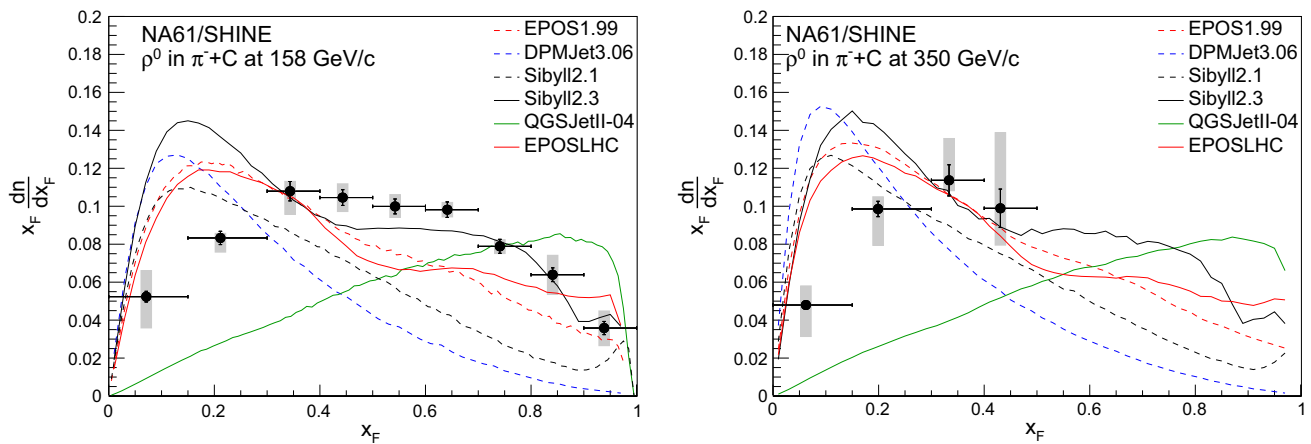 NA61/SHINE
ρ⁰ in π⁻+C at 158 GeV/c
EPOS1.99
DPMJet3.06
Sibyll2.1
Sibyll2.3
QGSJetII-04
EPOSLHC
x_F dn/dx_F
0.2
0.18
0.16
0.14
0.12
0.1
0.08
0.06
0.04
0.02
0
0 0.2 0.4 0.6 0.8 1
x_F
NA61/SHINE
ρ⁰ in π⁻+C at 350 GeV/c
EPOS1.99
DPMJet3.06
Sibyll2.1
Sibyll2.3
QGSJetII-04
EPOSLHC
x_F dn/dx_F
0.2
0.18
0.16
0.14
0.12
0.1
0.08
0.06
0.04
0.02
0
0 0.2 0.4 0.6 0.8 1
x_F